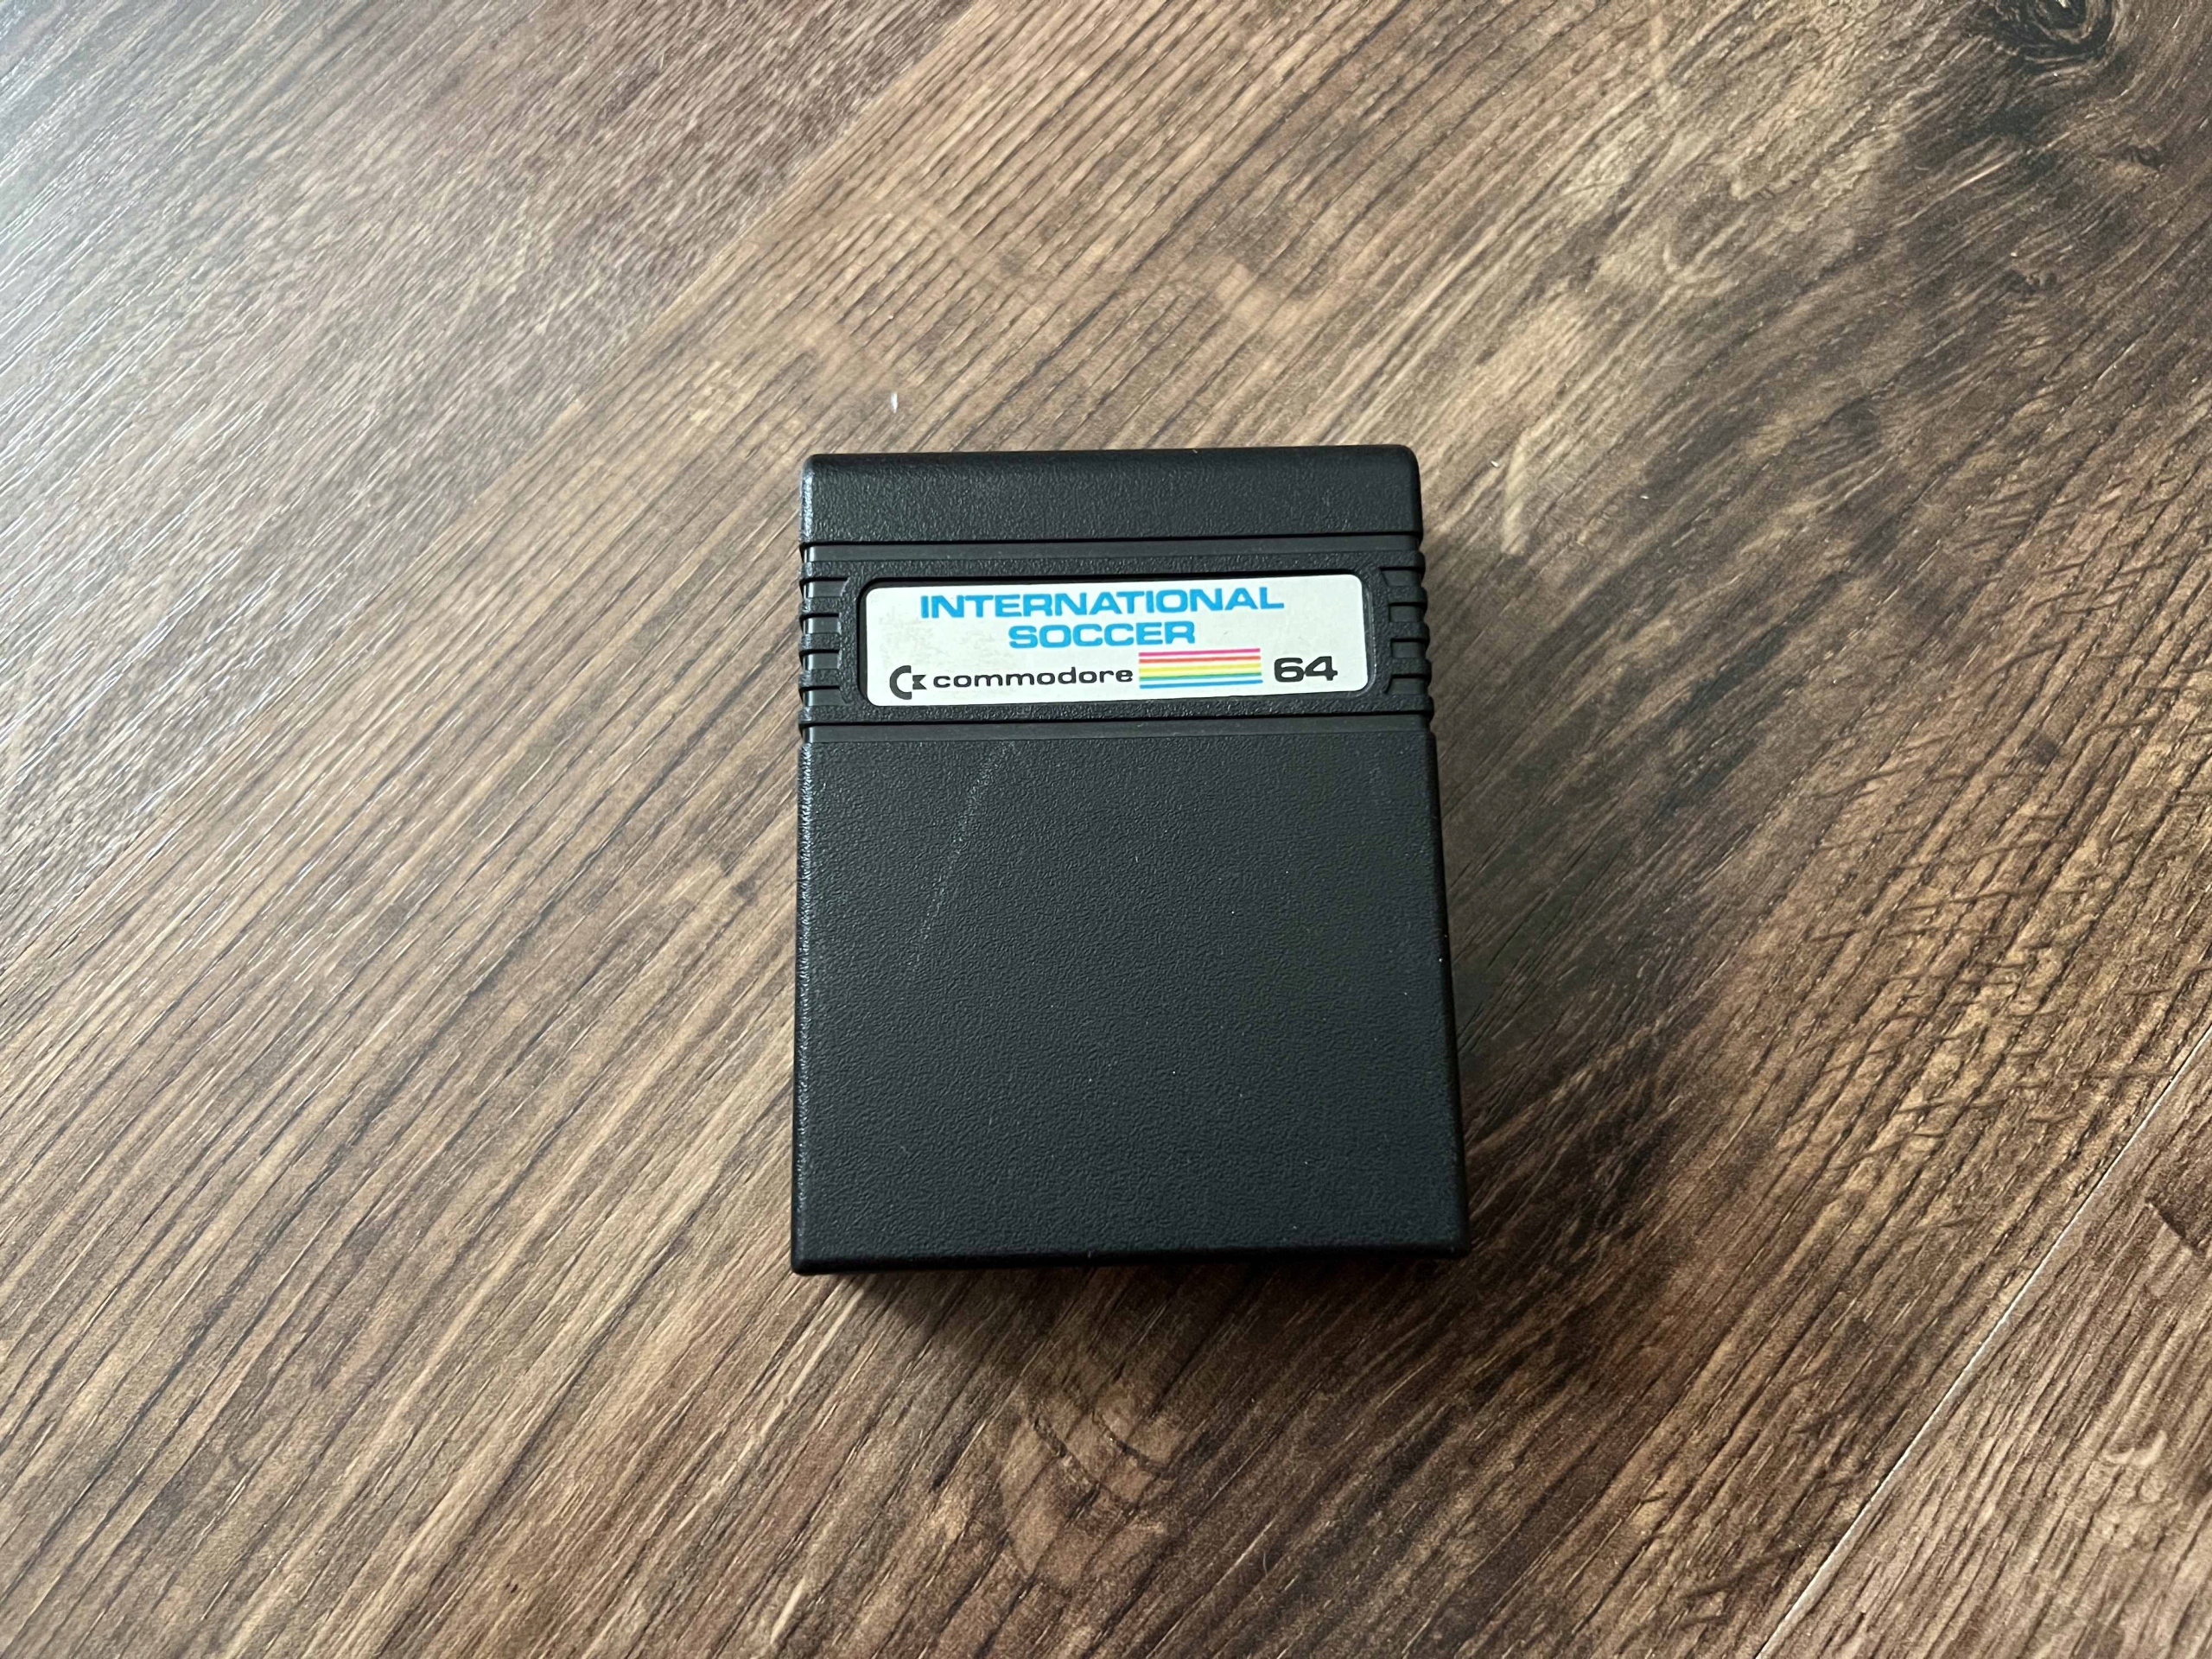 INTERNATIONAL
SOCCER
commodore 64